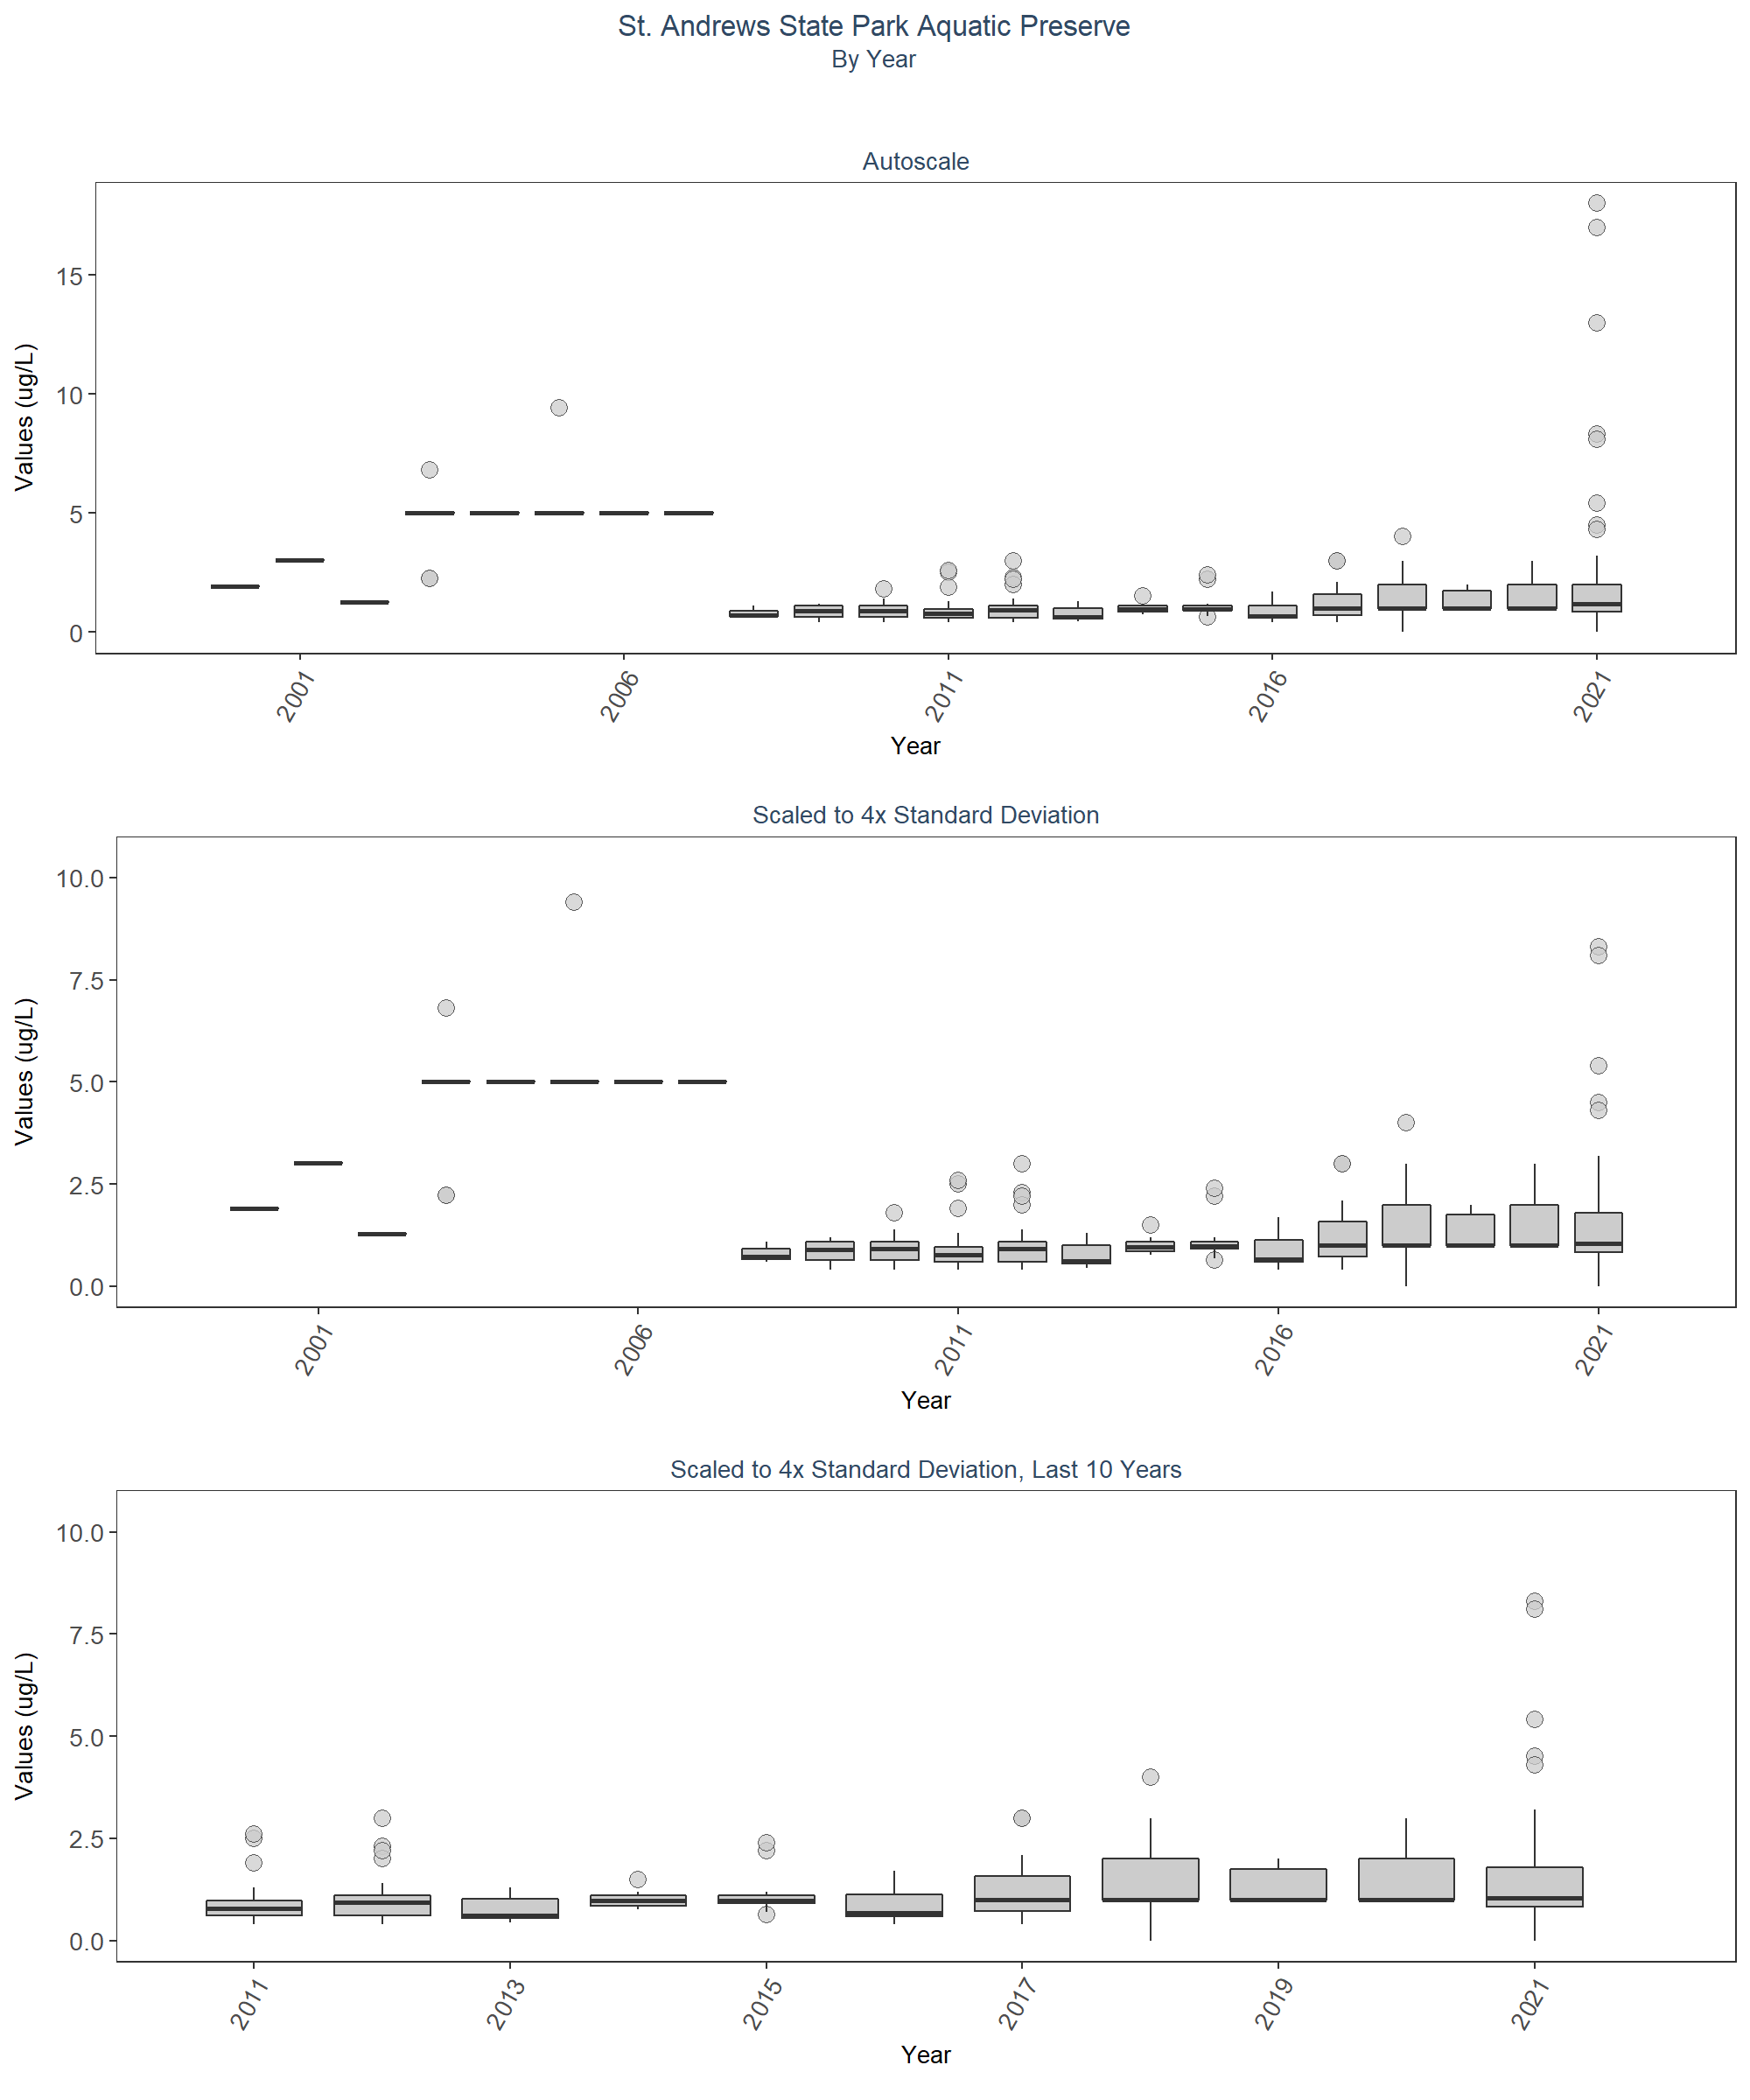 St. Andrews State Park Aquatic Preserve
By Year
Autoscale
Values (ug/L)
15
10
5
0
2001
2006
2011
2016
2021
Year
Scaled to 4x Standard Deviation
Values (ug/L)
10.0
7.5
5.0
2.5
0.0
2001
2006
2011
2016
2021
Year
Scaled to 4x Standard Deviation, Last 10 Years
Values (ug/L)
10.0
7.5
5.0
2.5
0.0
2011
2013
2015
2017
2019
2021
Year